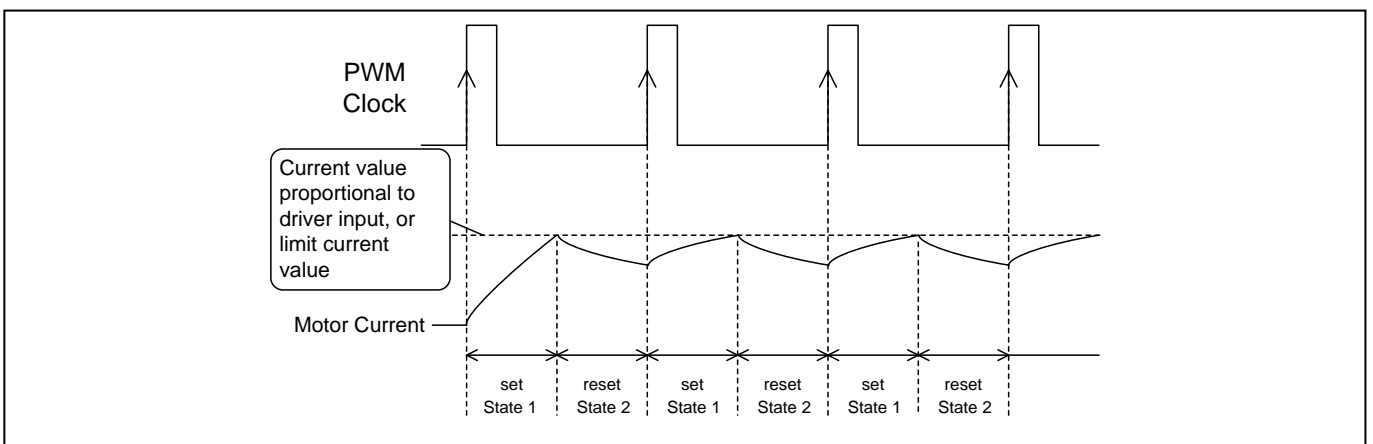 PWM
Clock
Current value
proportional to
driver input, or
limit current
value
Motor Current
set
State 1
reset
State 2
set
State 1
reset
State 2
set
State 1
reset
State 2